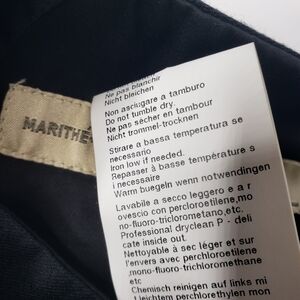 MARITHE
Ne pas blanchir
Nicht bleichen
Non asciugare a tamburo
Do not tumble dry.
Ne pas sécher en tambour
Nicht trommel-trocknen
Stirare a bassa temperatura se
necessario
Iron low if needed.
Repasser à basse température s
i necessaire
Warm buegeln wenn notwendingen
Lavabile a secco leggero e a r
ovescio con percloroetilene,mo
no-fluoro-triclorometano,etc.
Professional dryclean P - deli
cate inside out.
Nettoyable à sec léger et sur
l'envers avec perchloroethilene
,mono-fluoro-trichloromethane
etc
Chemisch reinigen auf links mi
t leichtem perchlorethylen mon